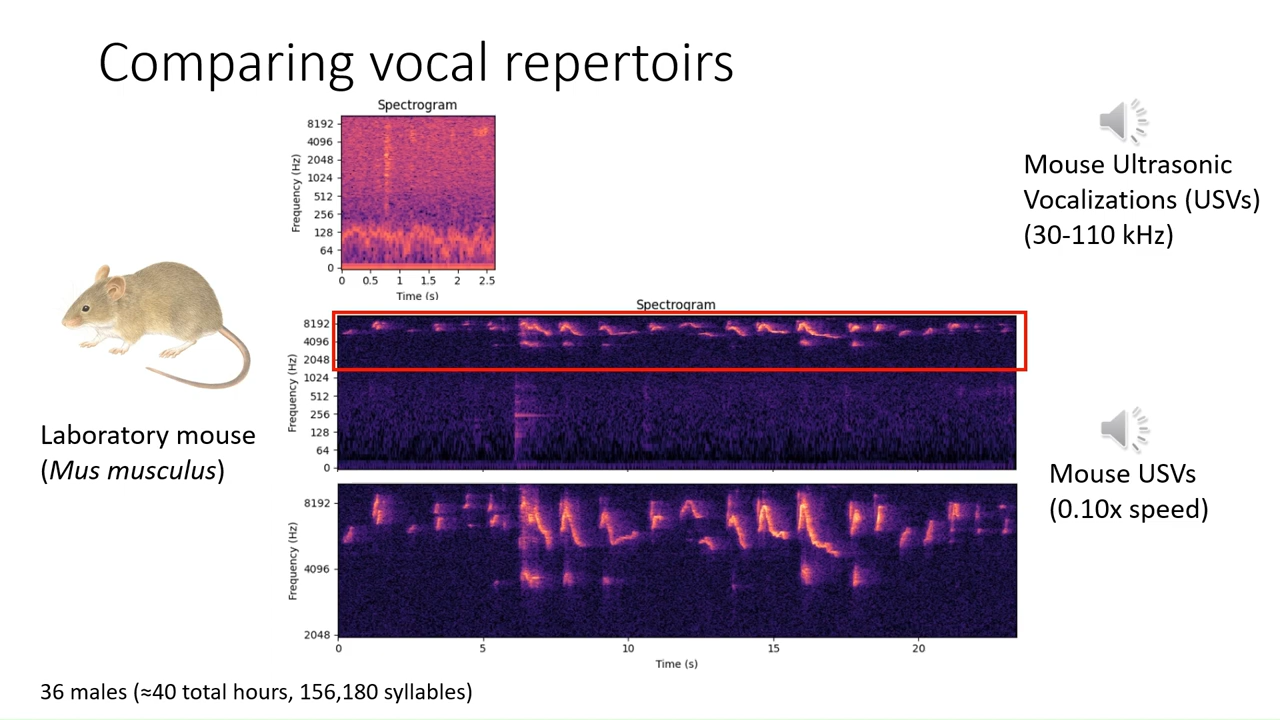 Comparing vocal repertoirs
Spectrogram
8192
4096
2048
1024
512
256
128
64
0
Frequency (Hz)
0 0.5 1 1.5 2 2.5
Time (s)
Mouse Ultrasonic
Vocalizations (USVs)
(30-110 kHz)
Laboratory mouse
(Mus musculus)
Spectrogram
8192
4096
2048
1024
512
256
128
64
0
Frequency (Hz)
8192
4096
2048
Frequency (Hz)
0 5 10 15 20
Time (s)
Mouse USVs
(0.10x speed)
36 males (≈40 total hours, 156,180 syllables)